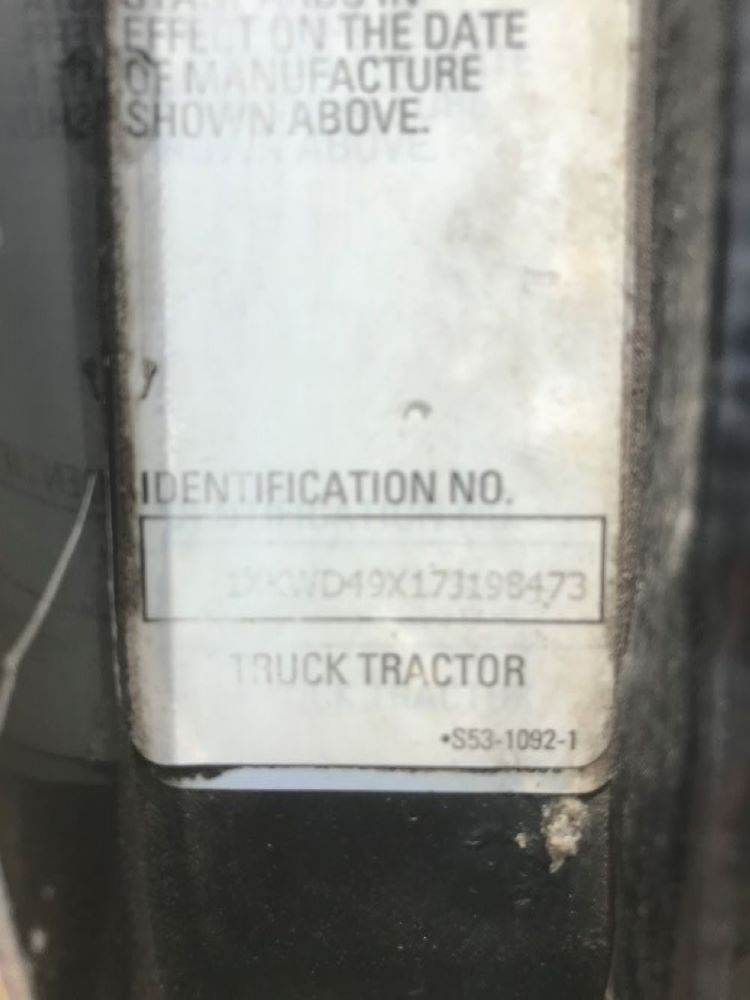 EFFECT ON THE DATE
OF MANUFACTURE
SHOWN ABOVE.
IDENTIFICATION NO.
TRUCK TRACTOR
•S53-1092-1